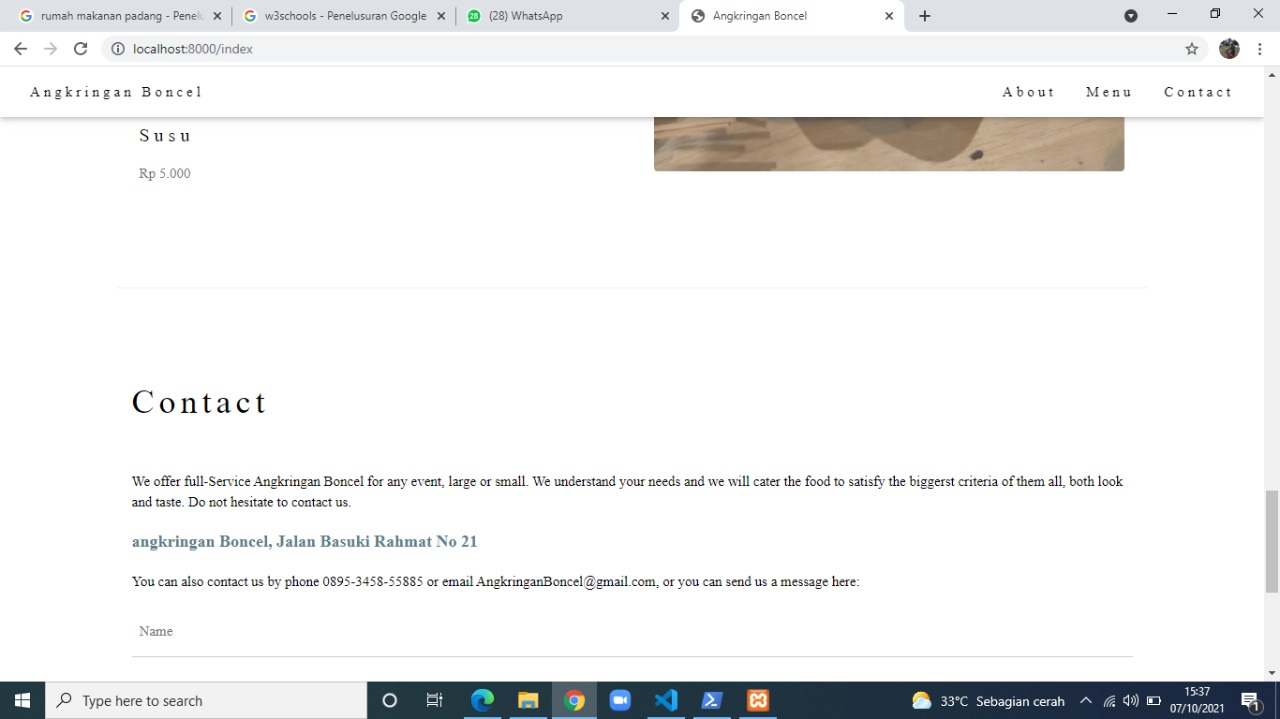 rumah makanan padang - Penelu
w3schools - Penelusuran Google
(28) WhatsApp
Angkringan Boncel
localhost:8000/index
Angkringan Boncel
About Menu Contact
Susu
Rp 5.000
Contact
We offer full-Service Angkringan Boncel for any event, large or small. We understand your needs and we will cater the food to satisfy the biggerst criteria of them all, both look
and taste. Do not hesitate to contact us.
angkringan Boncel, Jalan Basuki Rahmat No 21
You can also contact us by phone 0895-3458-55885 or email AngkringanBoncel@gmail.com, or you can send us a message here:
Name
Type here to search
33°C Sebagian cerah
15:37
07/10/2021
1